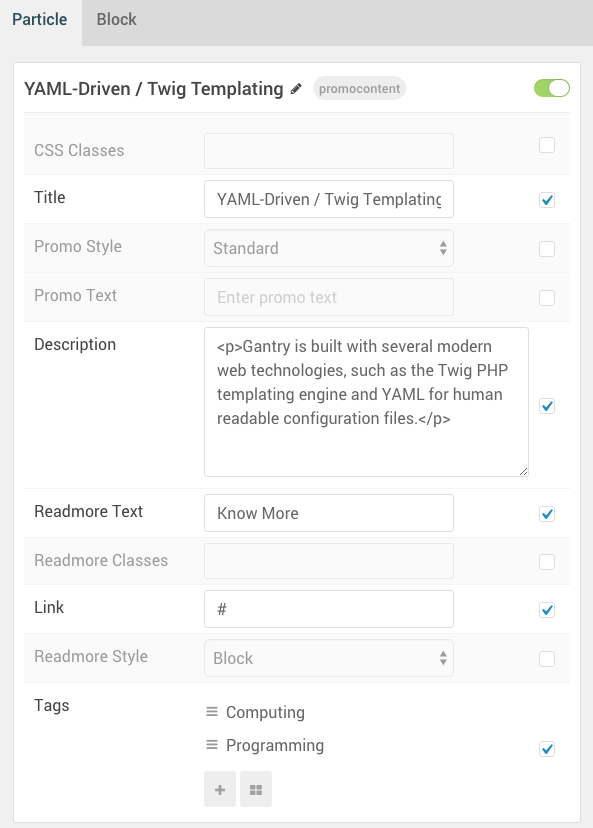 Particle Block
YAML-Driven / Twig Templating promocontent
CSS Classes
Title YAML-Driven / Twig Templating
Promo Style Standard
Promo Text Enter promo text
Description <p>Gantry is built with several modern
web technologies, such as the Twig PHP
templating engine and YAML for human
readable configuration files.</p>
Readmore Text Know More
Readmore Classes
Link #
Readmore Style Block
Tags
Computing
Programming